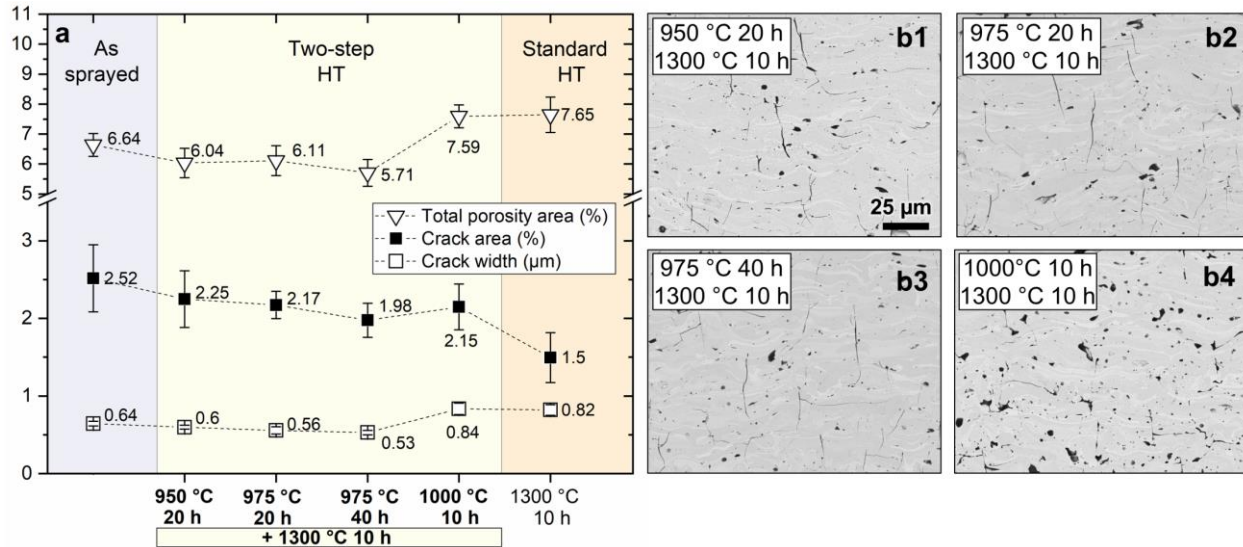 a
As
sprayed
Two-step
HT
Standard
HT
11
10
9
8
7
6
5
3
2
1
0
6.64
6.04
6.11
5.71
7.59
7.65
Total porosity area (%)
Crack area (%)
Crack width (µm)
2.52
2.25
2.17
1.98
2.15
1.5
0.64
0.6
0.56
0.53
0.84
0.82
950 °C
20 h
975 °C
20 h
975 °C
40 h
1000 °C
10 h
1300 °C
10 h
+ 1300 °C 10 h
950 °C 20 h
1300 °C 10 h
b1
25 µm
975 °C 20 h
1300 °C 10 h
b2
975 °C 40 h
1300 °C 10 h
b3
1000°C 10 h
1300 °C 10 h
b4